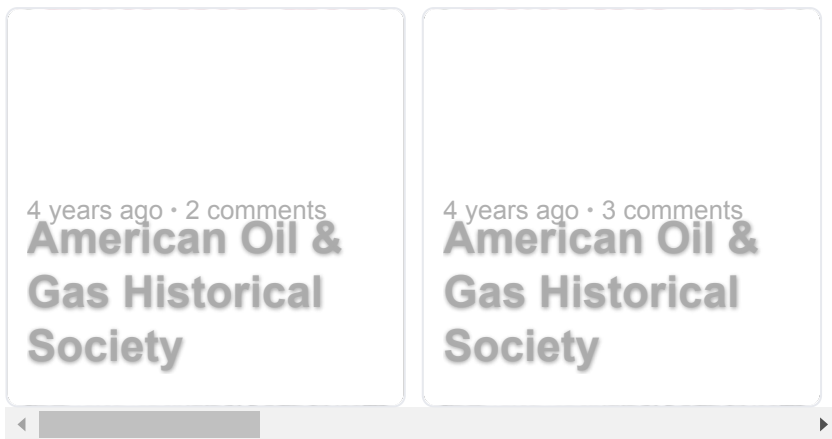 4 years ago • 2 comments
American Oil &
Gas Historical
Society
4 years ago • 3 comments
American Oil &
Gas Historical
Society